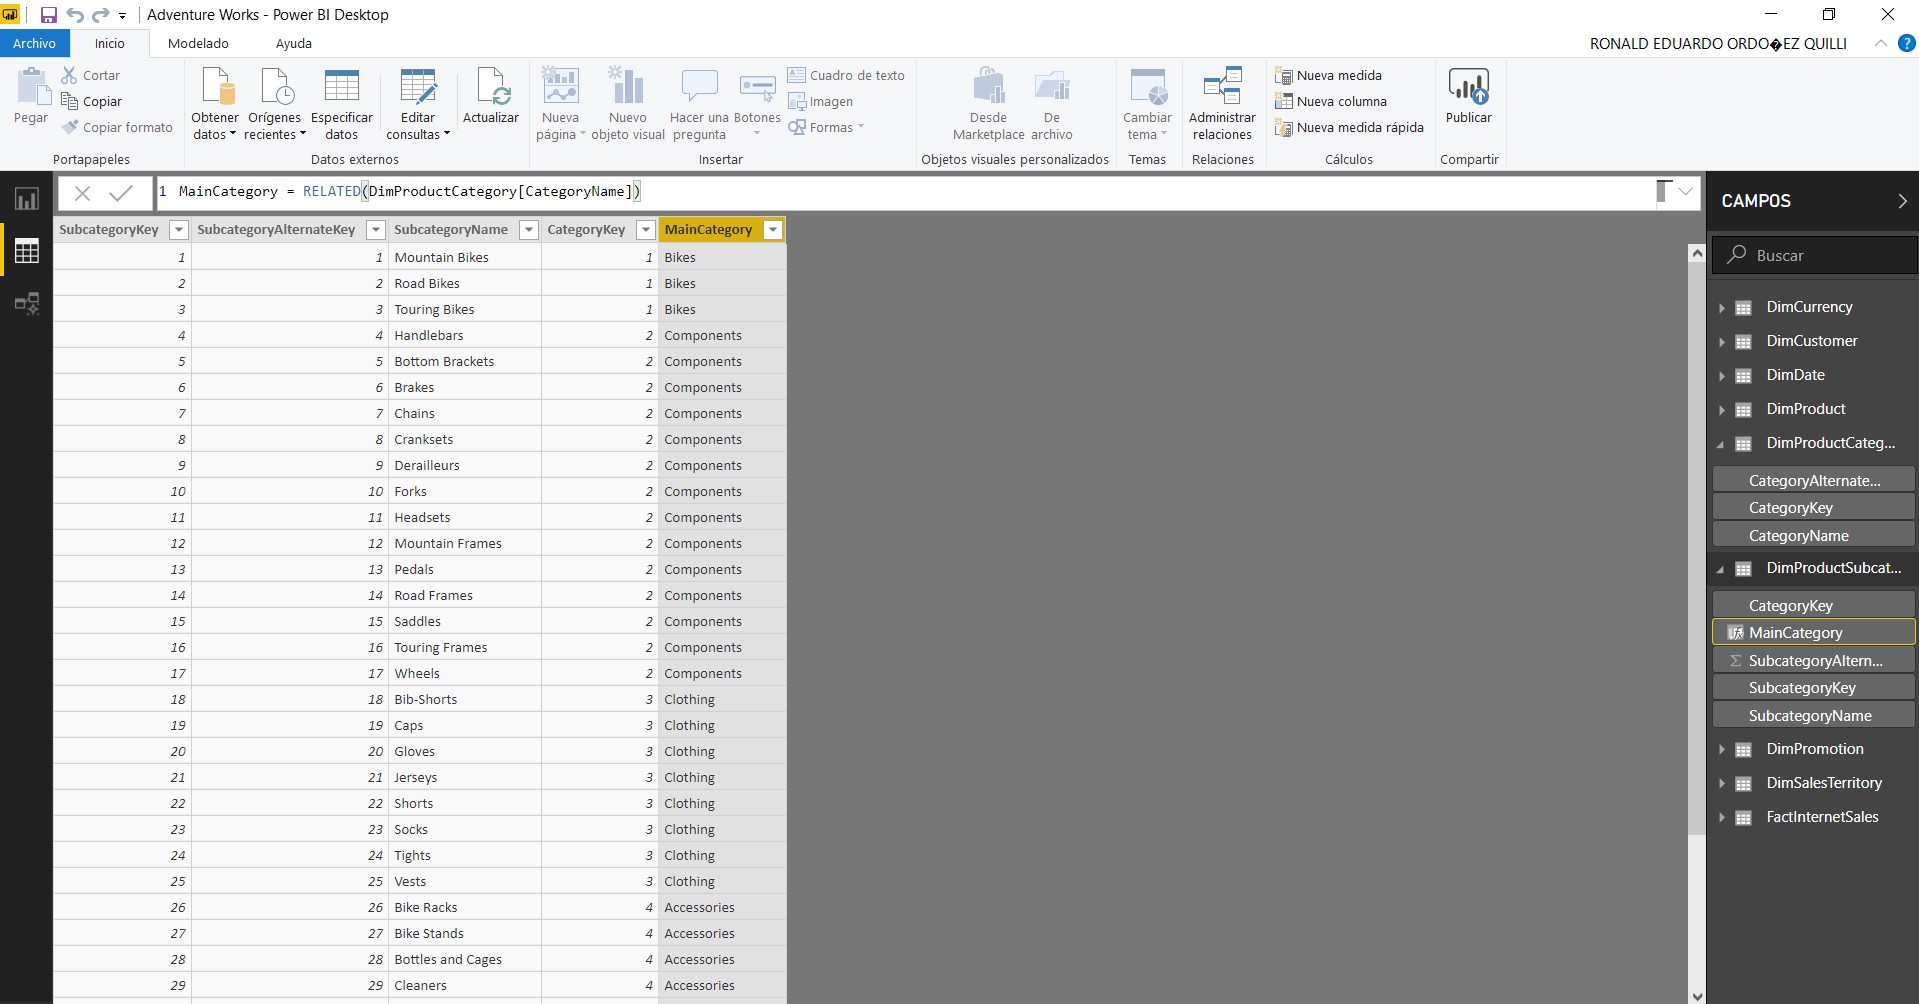 Adventure Works - Power BI Desktop
Archivo Inicio Modelado Ayuda RONALD EDUARDO ORDO�EZ QUILLI ?
Pegar
Cortar
Copiar
Copiar formato
Portapapeles
Obtener datos
Orígenes recientes
Especificar datos
Editar consultas
Actualizar
Datos externos
Nueva página
Nuevo objeto visual
Hacer una pregunta
Botones
Cuadro de texto
Imagen
Formas
Insertar
Desde Marketplace
De archivo
Objetos visuales personalizados
Cambiar tema
Temas
Administrar relaciones
Relaciones
Nueva medida
Nueva columna
Nueva medida rápida
Cálculos
Publicar
Compartir
1 MainCategory = RELATED(DimProductCategory[CategoryName])
SubcategoryKey SubcategoryAlternateKey SubcategoryName CategoryKey MainCategory
1 1 Mountain Bikes 1 Bikes
2 2 Road Bikes 1 Bikes
3 3 Touring Bikes 1 Bikes
4 4 Handlebars 2 Components
5 5 Bottom Brackets 2 Components
6 6 Brakes 2 Components
7 7 Chains 2 Components
8 8 Cranksets 2 Components
9 9 Derailleurs 2 Components
10 10 Forks 2 Components
11 11 Headsets 2 Components
12 12 Mountain Frames 2 Components
13 13 Pedals 2 Components
14 14 Road Frames 2 Components
15 15 Saddles 2 Components
16 16 Touring Frames 2 Components
17 17 Wheels 2 Components
18 18 Bib-Shorts 3 Clothing
19 19 Caps 3 Clothing
20 20 Gloves 3 Clothing
21 21 Jerseys 3 Clothing
22 22 Shorts 3 Clothing
23 23 Socks 3 Clothing
24 24 Tights 3 Clothing
25 25 Vests 3 Clothing
26 26 Bike Racks 4 Accessories
27 27 Bike Stands 4 Accessories
28 28 Bottles and Cages 4 Accessories
29 29 Cleaners 4 Accessories
CAMPOS
Buscar
DimCurrency
DimCustomer
DimDate
DimProduct
DimProductCateg...
CategoryAlternate...
CategoryKey
CategoryName
DimProductSubcat...
CategoryKey
MainCategory
Σ SubcategoryAltern...
SubcategoryKey
SubcategoryName
DimPromotion
DimSalesTerritory
FactInternetSales